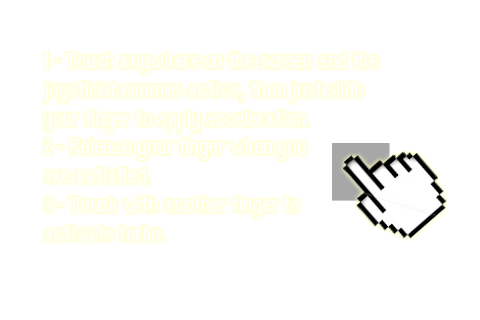 1 - Touch anywhere on the screen and the
joystick becomes active, then just slide
your finger to apply acceleration.
2 - Release your finger when you
are satisfied.
3 - Touch with another finger to
activate turbo.